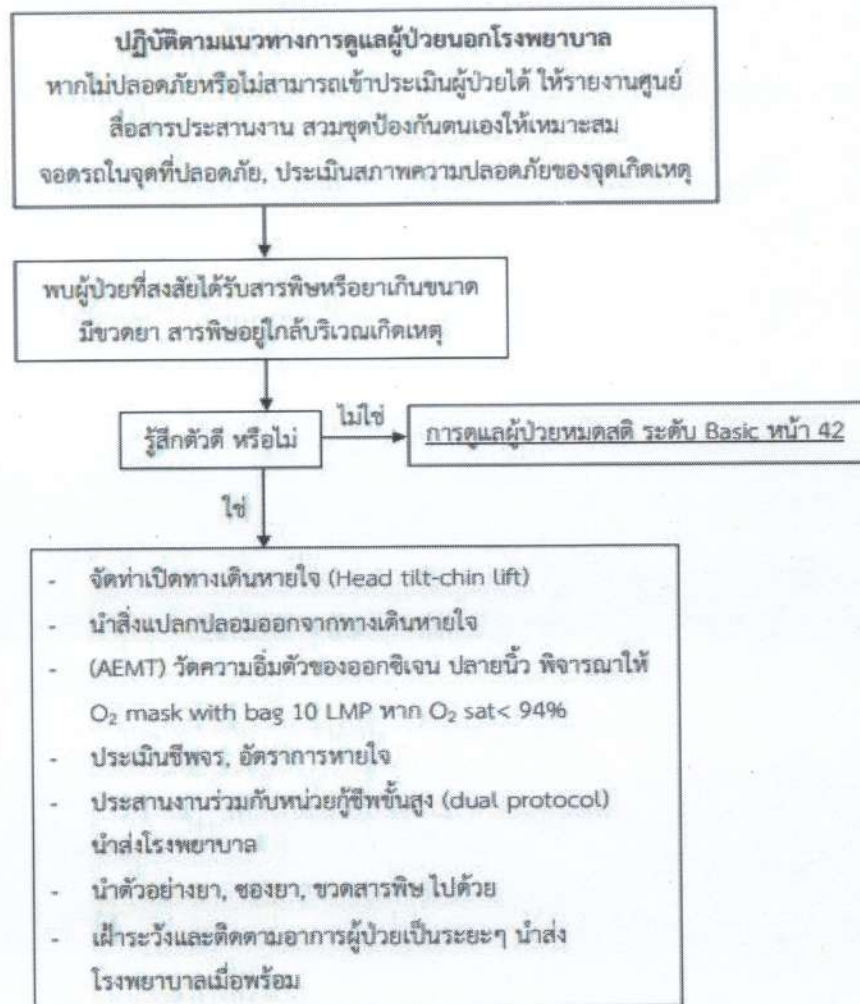 ปฏิบัติตามแนวทางการดูแลผู้ป่วยนอกโรงพยาบาล
หากไม่ปลอดภัยหรือไม่สามารถเข้าประเมินผู้ป่วยได้ ให้รายงานศูนย์
สื่อสารประสานงาน สวมชุดป้องกันตนเองให้เหมาะสม
จอดรถในจุดที่ปลอดภัย, ประเมินสภาพความปลอดภัยของจุดเกิดเหตุ
พบผู้ป่วยที่สงสัยได้รับสารพิษหรือยาเกินขนาด
มีขวดยา สารพิษอยู่ใกล้บริเวณเกิดเหตุ
รู้สึกตัวดี หรือไม่
ไม่ใช่
การดูแลผู้ป่วยหมดสติ ระดับ Basic หน้า 42
ใช่
- จัดท่าเปิดทางเดินหายใจ (Head tilt-chin lift)
- นำสิ่งแปลกปลอมออกจากทางเดินหายใจ
- (AEMT) วัดความอิ่มตัวของออกซิเจน ปลายนิ้ว พิจารณาให้
O₂ mask with bag 10 LMP หาก O₂ sat< 94%
- ประเมินชีพจร, อัตราการหายใจ
- ประสานงานร่วมกับหน่วยกู้ชีพขั้นสูง (dual protocol)
นำส่งโรงพยาบาล
- นำตัวอย่างยา, ซองยา, ขวดสารพิษ ไปด้วย
- เฝ้าระวังและติดตามอาการผู้ป่วยเป็นระยะๆ นำส่ง
โรงพยาบาลเมื่อพร้อม